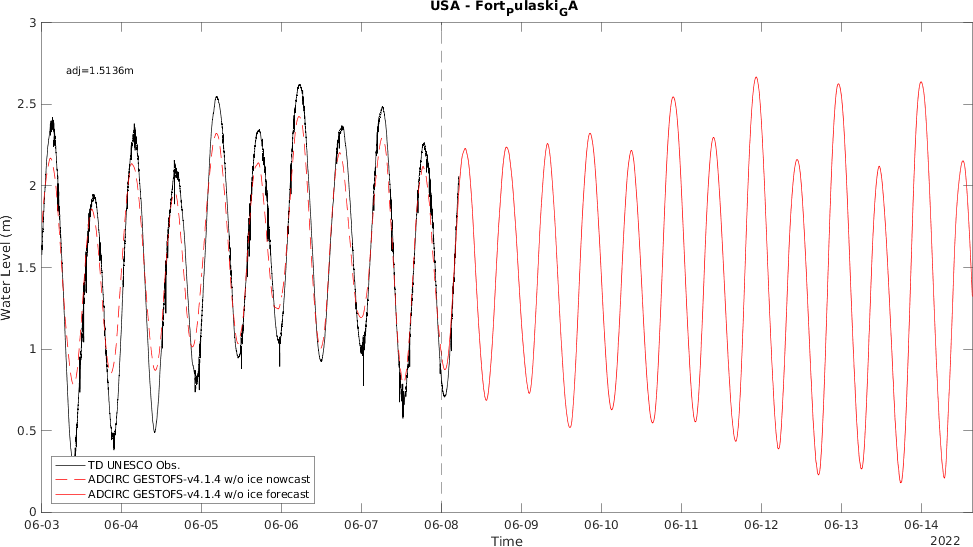 USA - FortPulaskiGA
adj=1.5136m
3
2.5
2
1.5
1
0.5
0
Water Level (m)
TD UNESCO Obs.
ADCIRC GESTOFS-v4.1.4 w/o ice nowcast
ADCIRC GESTOFS-v4.1.4 w/o ice forecast
06-03 06-04 06-05 06-06 06-07 06-08 06-09 06-10 06-11 06-12 06-13 06-14
Time
2022